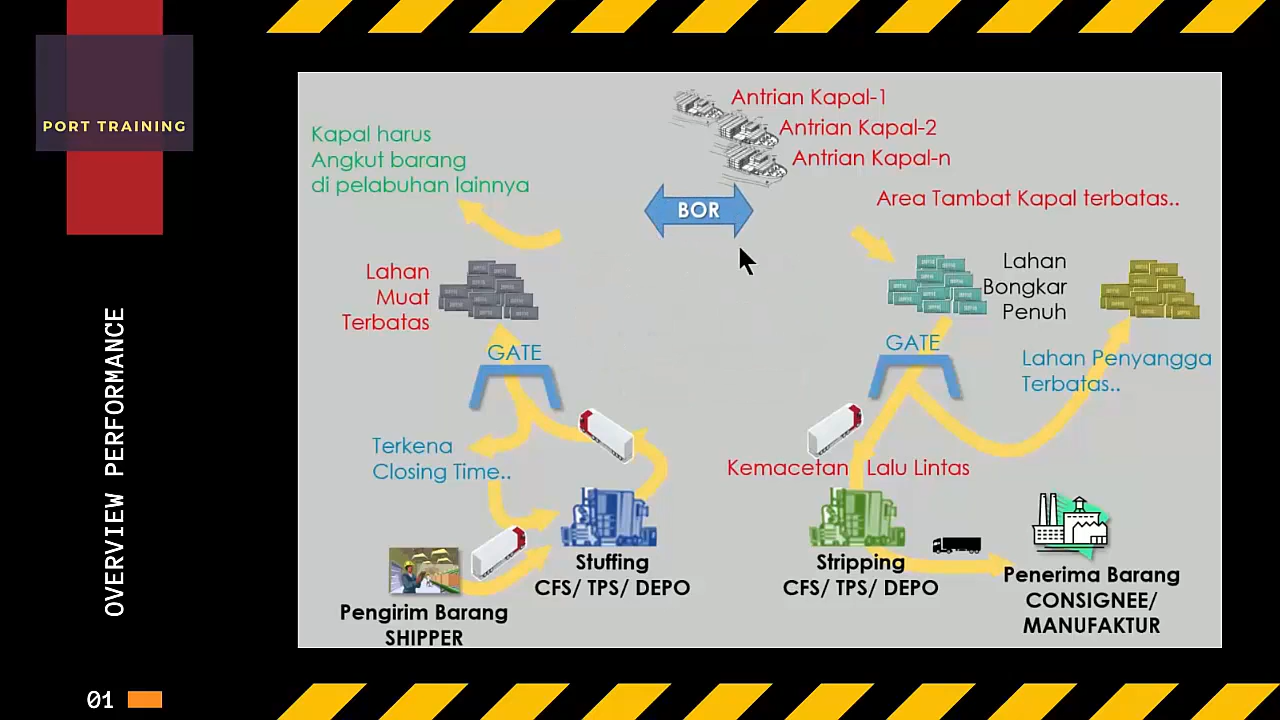 PORT TRAINING
OVERVIEW PERFORMANCE
01
Antrian Kapal-1
Antrian Kapal-2
Antrian Kapal-n
Kapal harus
Angkut barang
di pelabuhan lainnya
BOR
Area Tambat Kapal terbatas..
Lahan
Muat
Terbatas
Lahan
Bongkar
Penuh
GATE
GATE
Lahan Penyangga
Terbatas..
Terkena
Closing Time..
Kemacetan Lalu Lintas
Stuffing
CFS/ TPS/ DEPO
Stripping
CFS/ TPS/ DEPO
Pengirim Barang
SHIPPER
Penerima Barang
CONSIGNEE/
MANUFAKTUR